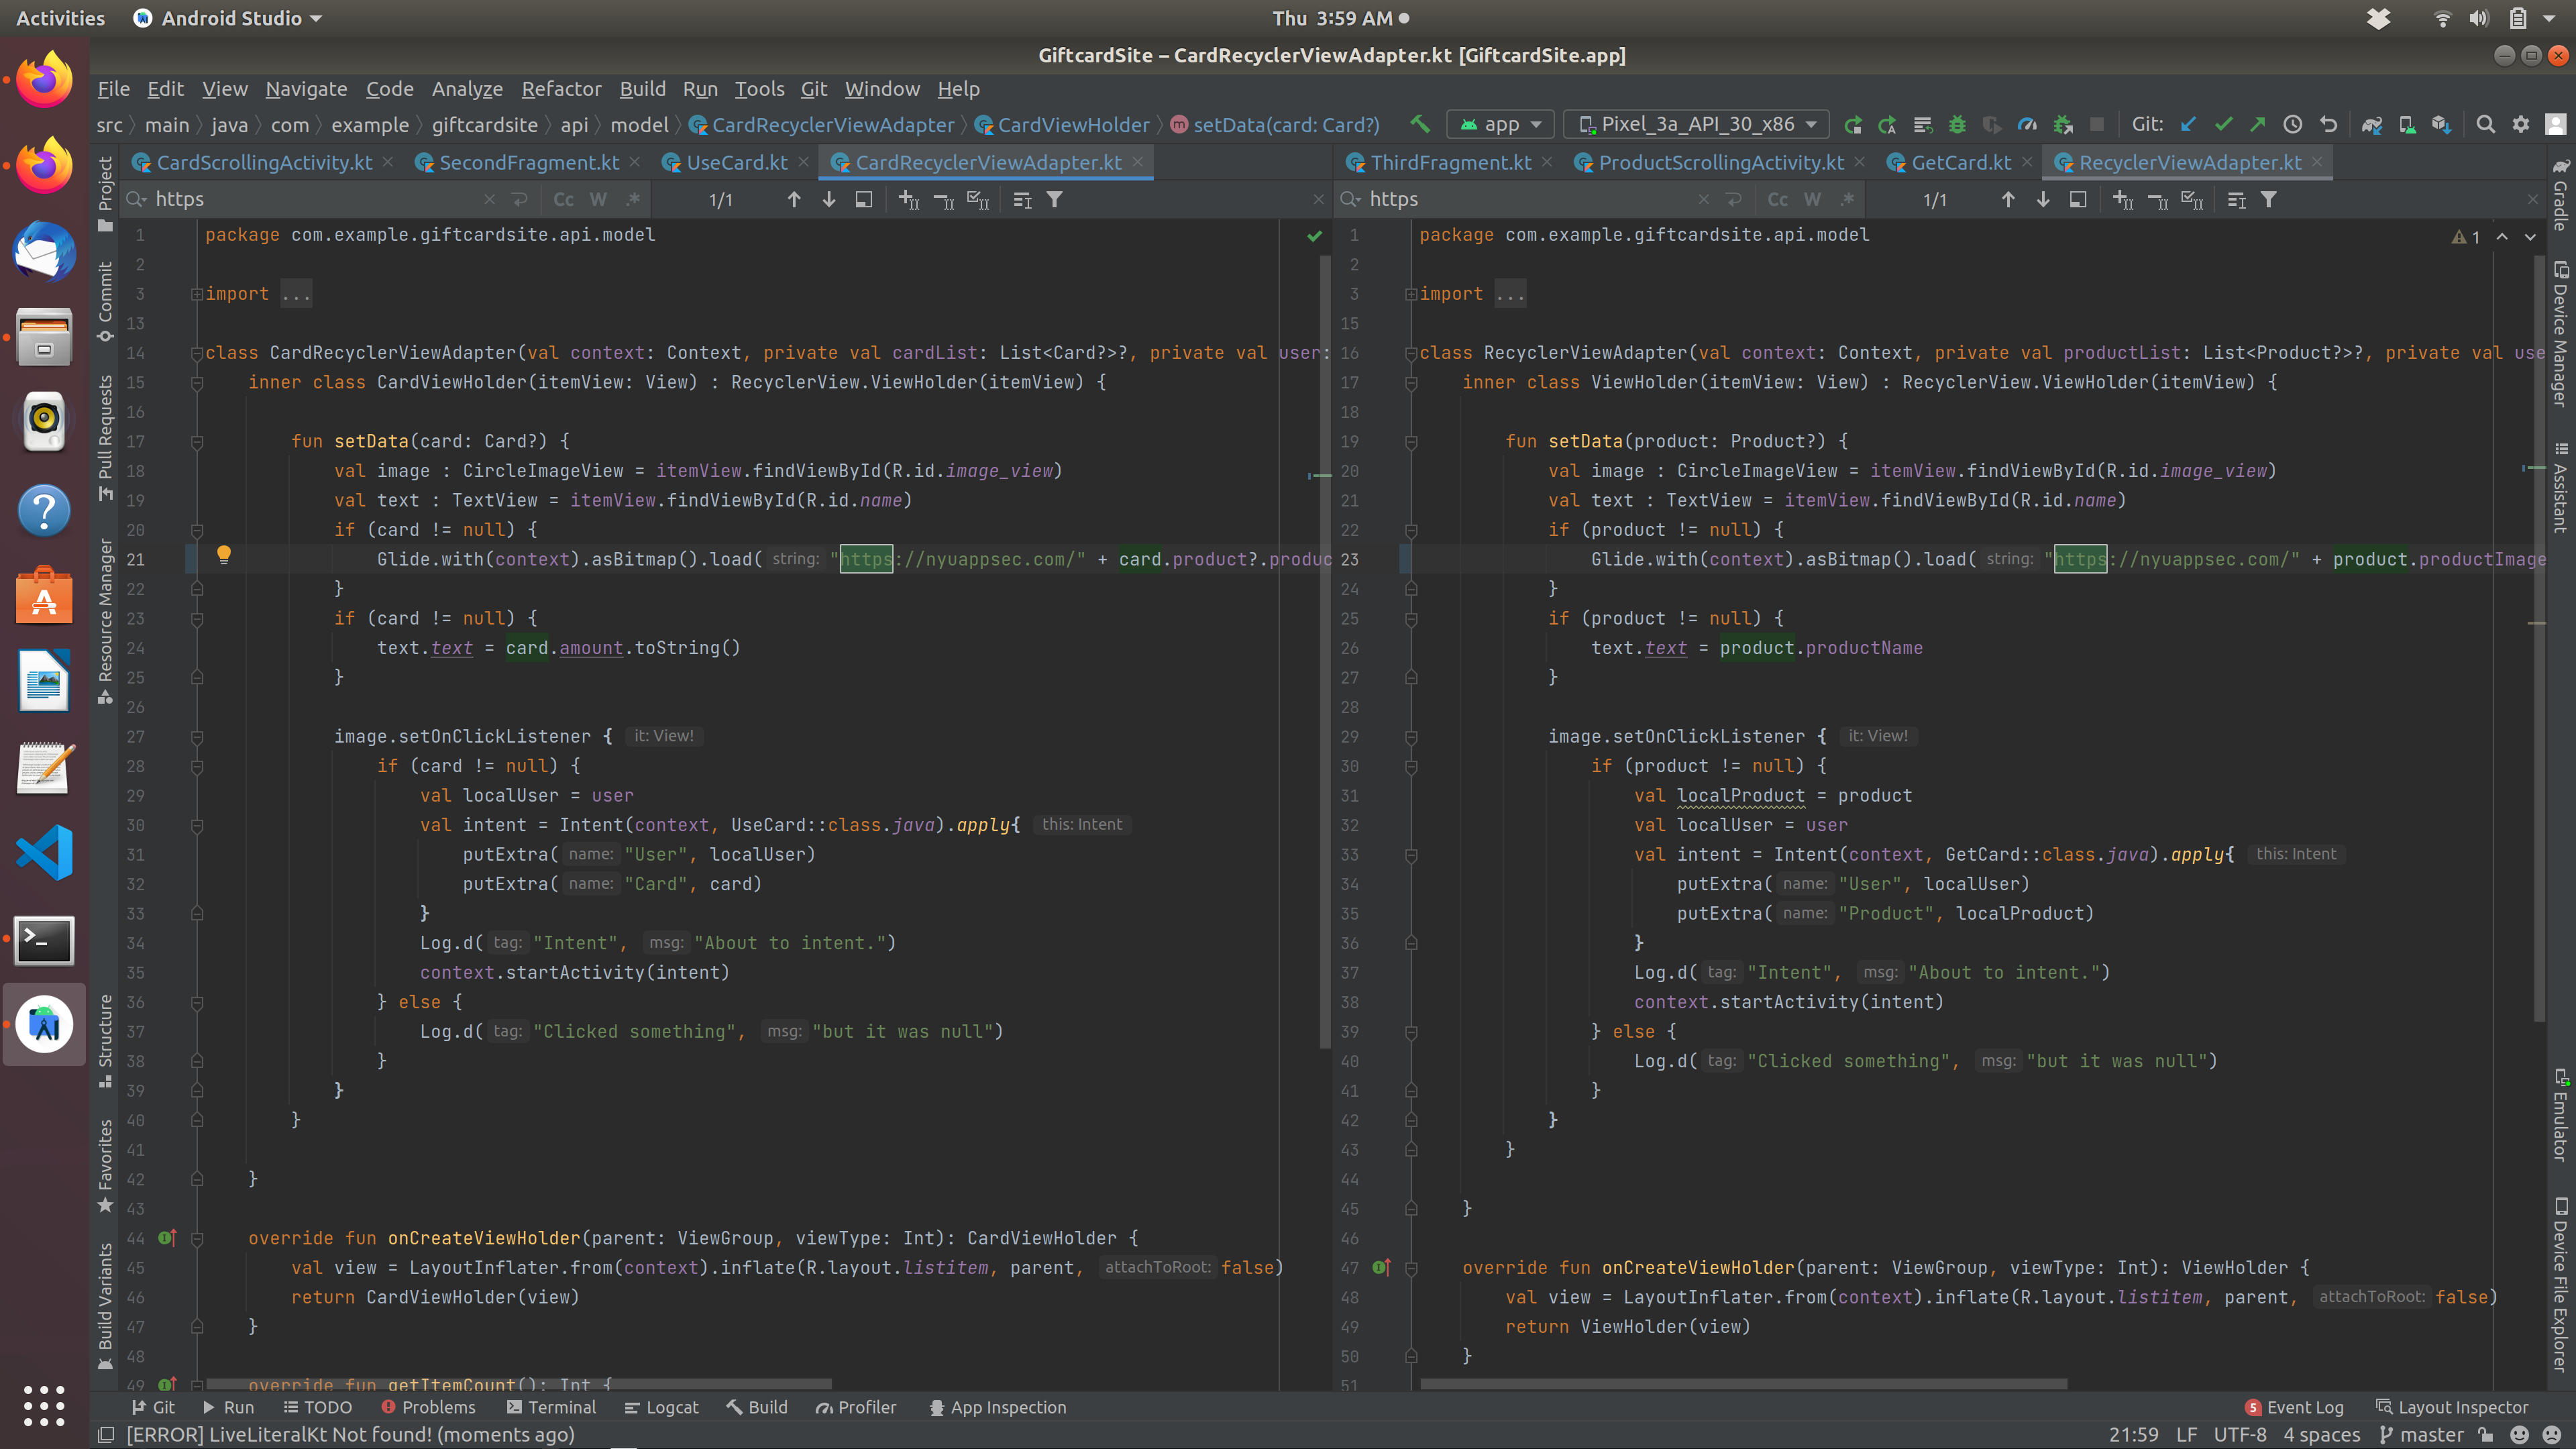 Activities Android Studio Thu 3:59 AM
GiftcardSite – CardRecyclerViewAdapter.kt [GiftcardSite.app]
File Edit View Navigate Code Analyze Refactor Build Run Tools Git Window Help
src main java com example giftcardsite api model CardRecyclerViewAdapter CardViewHolder setData(card: Card?) app Pixel_3a_API_30_x86 Git:
CardScrollingActivity.kt SecondFragment.kt UseCard.kt CardRecyclerViewAdapter.kt
https Cc W .* 1/1
1 package com.example.giftcardsite.api.model
2
3 import ...
13
14 class CardRecyclerViewAdapter(val context: Context, private val cardList: List<Card?>?, private val user:
15 inner class CardViewHolder(itemView: View) : RecyclerView.ViewHolder(itemView) {
16
17 fun setData(card: Card?) {
18 val image : CircleImageView = itemView.findViewById(R.id.image_view)
19 val text : TextView = itemView.findViewById(R.id.name)
20 if (card != null) {
21 Glide.with(context).asBitmap().load( string: "https://nyuappsec.com/" + card.product?.produc
22 }
23 if (card != null) {
24 text.text = card.amount.toString()
25 }
26
27 image.setOnClickListener { it: View!
28 if (card != null) {
29 val localUser = user
30 val intent = Intent(context, UseCard::class.java).apply{ this: Intent
31 putExtra( name: "User", localUser)
32 putExtra( name: "Card", card)
33 }
34 Log.d( tag: "Intent", msg: "About to intent.")
35 context.startActivity(intent)
36 } else {
37 Log.d( tag: "Clicked something", msg: "but it was null")
38 }
39 }
40 }
41
42 }
43
44 override fun onCreateViewHolder(parent: ViewGroup, viewType: Int): CardViewHolder {
45 val view = LayoutInflater.from(context).inflate(R.layout.listitem, parent, attachToRoot: false)
46 return CardViewHolder(view)
47 }
48
49 override fun getItemCount(): Int {
ThirdFragment.kt ProductScrollingActivity.kt GetCard.kt RecyclerViewAdapter.kt
https Cc W .* 1/1
1 package com.example.giftcardsite.api.model
1
2
3 import ...
15
16 class RecyclerViewAdapter(val context: Context, private val productList: List<Product?>?, private val use
17 inner class ViewHolder(itemView: View) : RecyclerView.ViewHolder(itemView) {
18
19 fun setData(product: Product?) {
20 val image : CircleImageView = itemView.findViewById(R.id.image_view)
21 val text : TextView = itemView.findViewById(R.id.name)
22 if (product != null) {
23 Glide.with(context).asBitmap().load( string: "https://nyuappsec.com/" + product.productImage
24 }
25 if (product != null) {
26 text.text = product.productName
27 }
28
29 image.setOnClickListener { it: View!
30 if (product != null) {
31 val localProduct = product
32 val localUser = user
33 val intent = Intent(context, GetCard::class.java).apply{ this: Intent
34 putExtra( name: "User", localUser)
35 putExtra( name: "Product", localProduct)
36 }
37 Log.d( tag: "Intent", msg: "About to intent.")
38 context.startActivity(intent)
39 } else {
40 Log.d( tag: "Clicked something", msg: "but it was null")
41 }
42 }
43 }
44
45 }
46
47 override fun onCreateViewHolder(parent: ViewGroup, viewType: Int): ViewHolder {
48 val view = LayoutInflater.from(context).inflate(R.layout.listitem, parent, attachToRoot: false)
49 return ViewHolder(view)
50 }
51
Project
Commit
Pull Requests
Resource Manager
Structure
Favorites
Build Variants
Gradle
Device Manager
Assistant
Emulator
Device File Explorer
Git Run TODO Problems Terminal Logcat Build Profiler App Inspection 5 Event Log Layout Inspector
[ERROR] LiveLiteralKt Not found! (moments ago) 21:59 LF UTF-8 4 spaces master